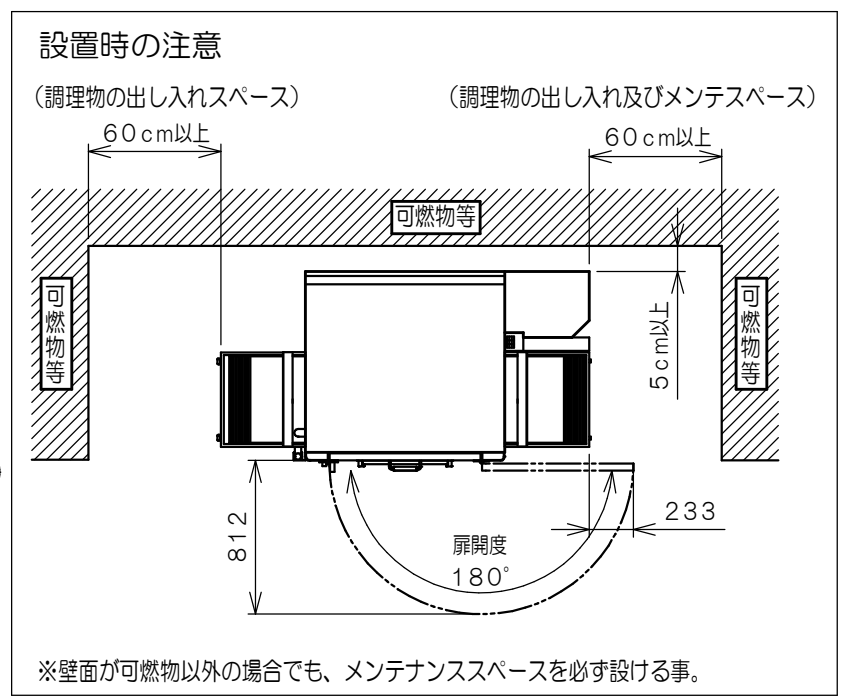 設置時の注意
（調理物の出し入れスペース）
（調理物の出し入れ及びメンテスペース）
60cm以上
60cm以上
可燃物等
可燃物等
可燃物等
5cm以上
812
233
扉開度
180°
※壁面が可燃物以外の場合でも、メンテナンススペースを必ず設ける事。